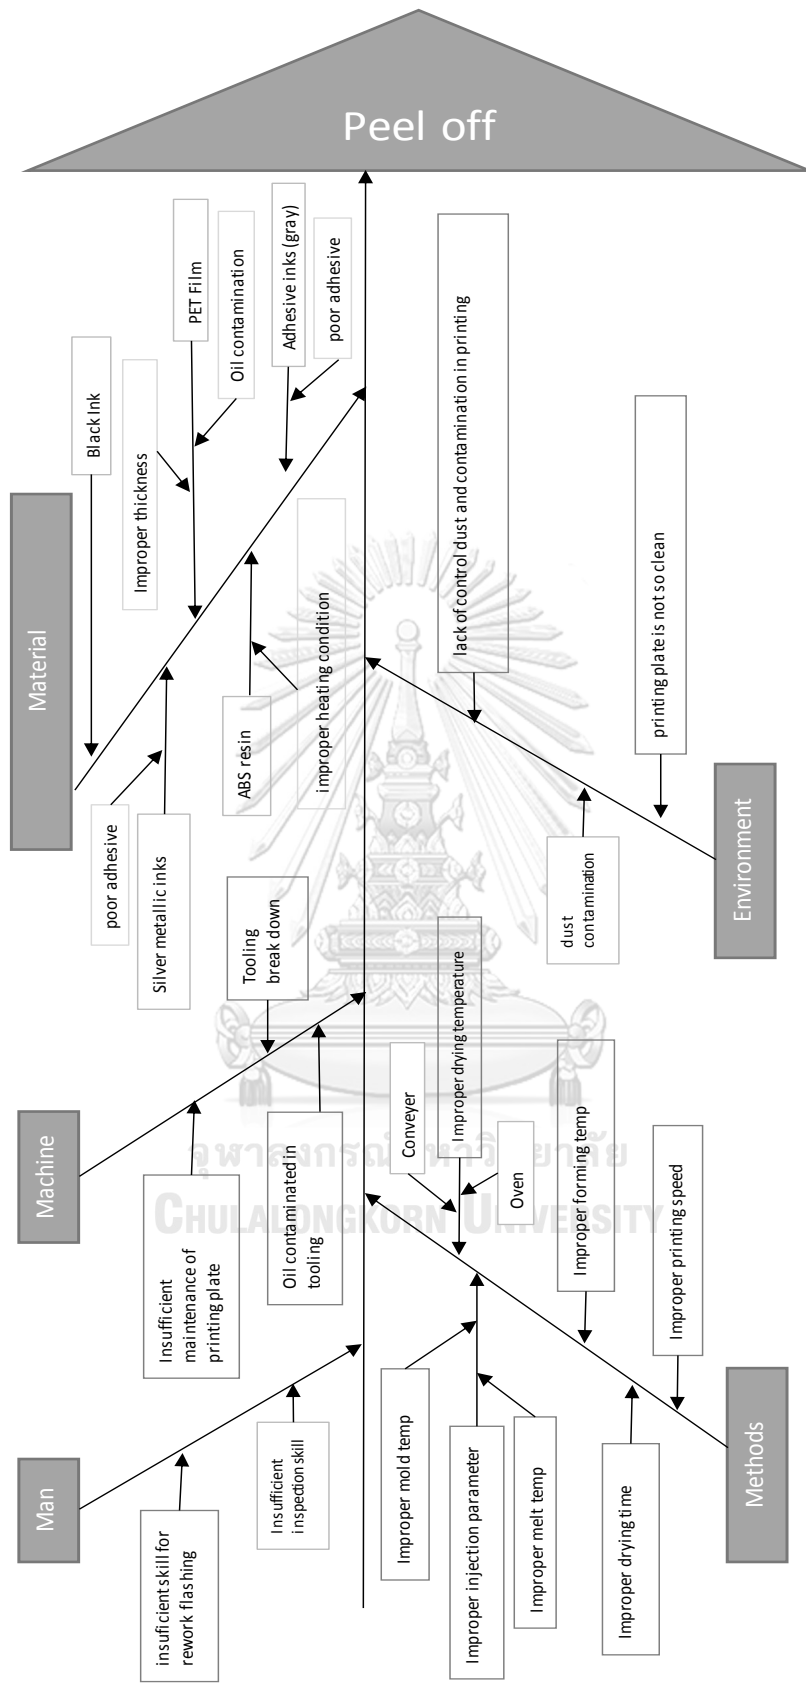 Peel off
Material
Black Ink
Improper thickness
PET Film
Oil contamination
Adhesive inks (gray)
poor adhesive
poor adhesive
Silver metallic inks
ABS resin
improper heating condition
Machine
Insufficient
maintenance of
printing plate
Tooling
break down
Oil contaminated in
tooling
Man
insuficient skill for
rework flashing
Insufficient
inspection skill
Methods
Improper mold temp
Improper injection parameter
Improper melt temp
Improper drying time
Conveyer
Improper drying temperature
Oven
Improper forming temp
Improper printing speed
Environment
lack of control dust and contamination in printing
dust
contamination
printing plate is not so clean
จุฬาลงกรณ์มหาวิทยาลัย
CHULALONGKORN UNIVERSITY